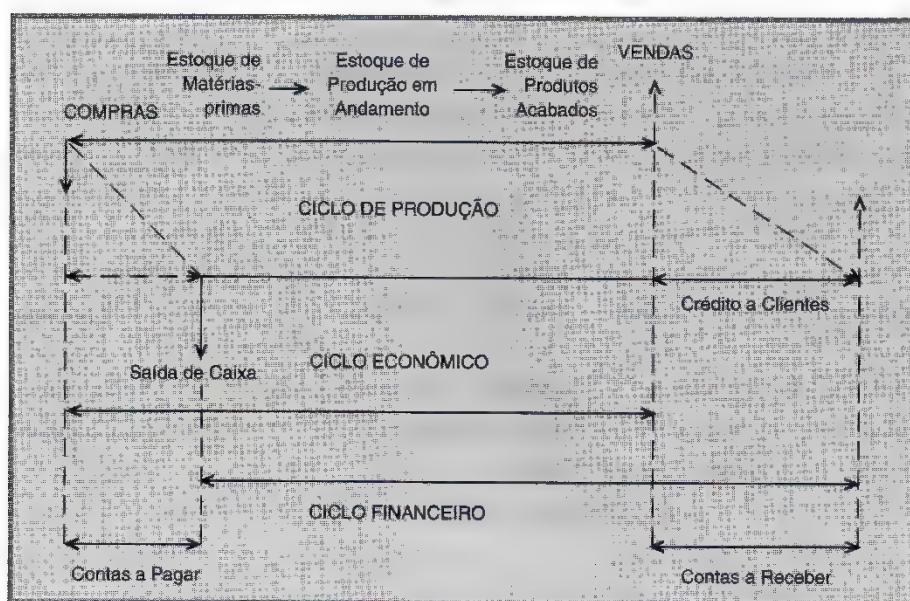 Estoque de
Matérias-
primas
Estoque de
Produção em
Andamento
Estoque de
Produtos
Acabados
VENDAS
COMPRAS
CICLO DE PRODUÇÃO
Crédito a Clientes
Saída de Caixa
CICLO ECONÔMICO
CICLO FINANCEIRO
Contas a Pagar
Contas a Receber